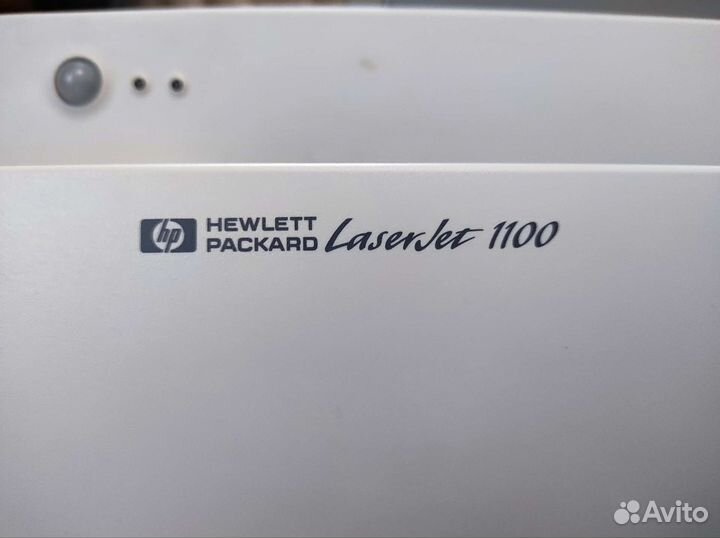 hp HEWLETT PACKARD LaserJet 1100
Avito